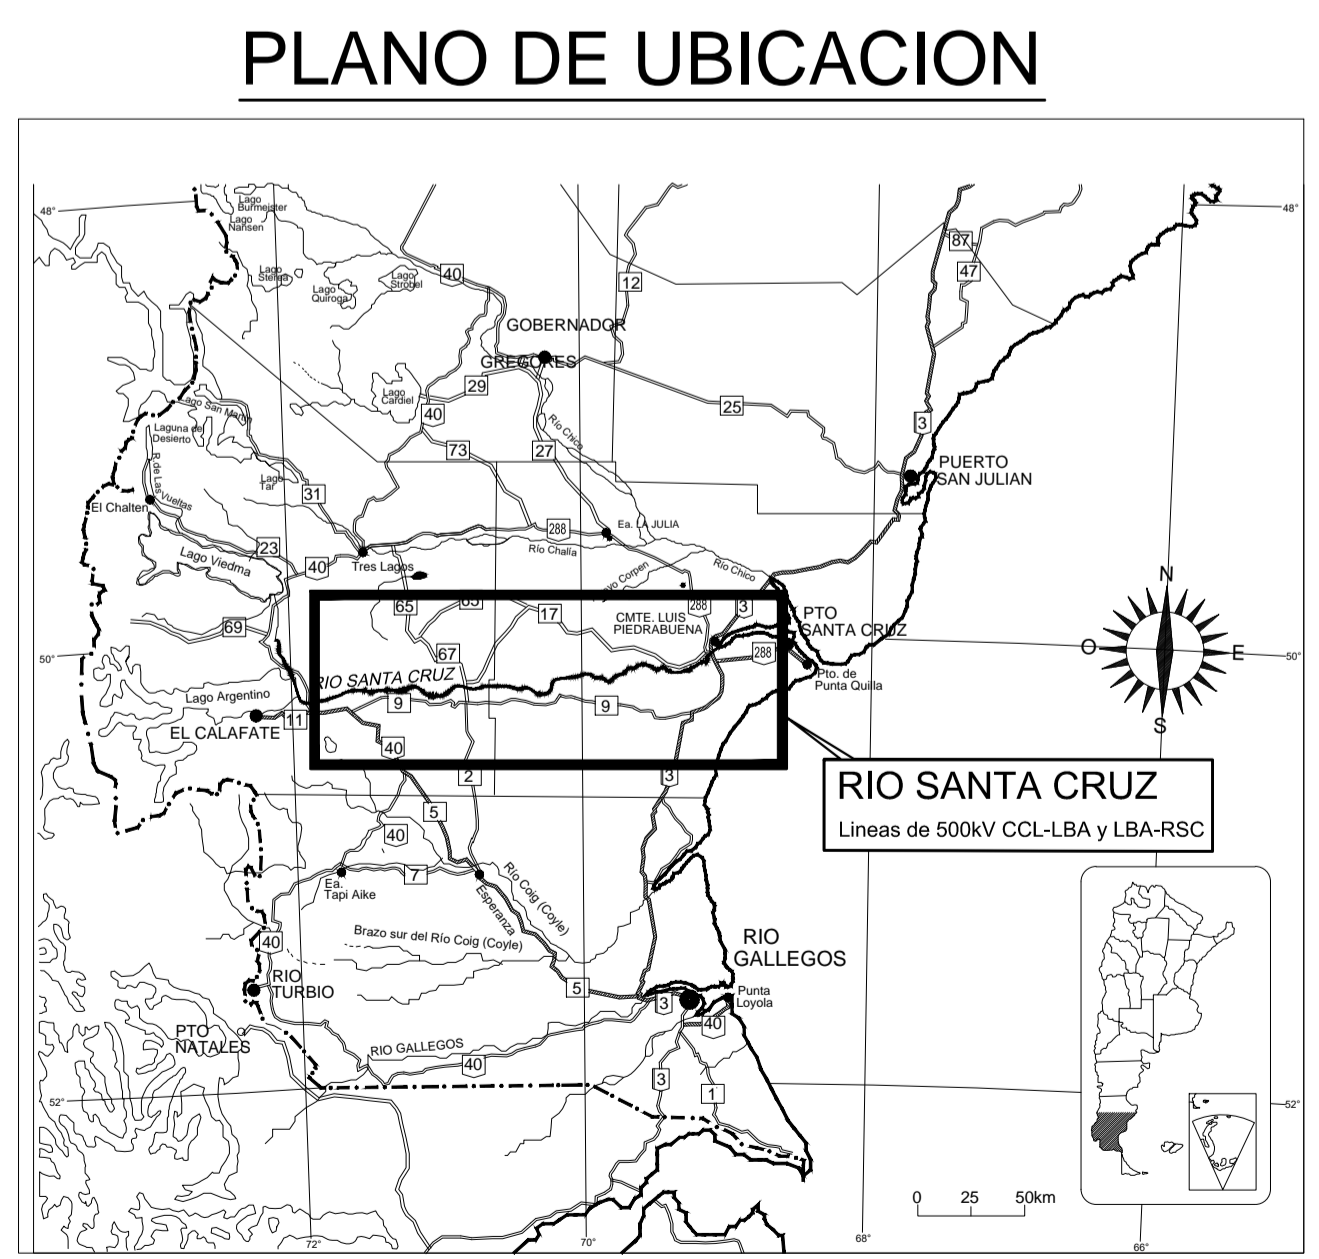 PLANO DE UBICACION
48°
48°
Lago
Burmeister
Lago
Nansen
Lago
Sterea
Lago
Quiroga
Lago
Strobel
40
12
87
47
GOBERNADOR
GREGORES
29
Lago
Cardiel
40
25
3
Lago San Martin
Laguna de
Desierto
73
27
Río Chico
PUERTO
SAN JULIAN
R.de Las Vueltas
Lago
Tar
31
El Chalten
288
Ea. LA JULIA
23
Lago Viedma
40
Tres Lagos
Río Chalía
Río Chico
Corpen
N
65
65
17
288
3
CMTE. LUIS
PIEDRABUENA
PTO
SANTA CRUZ
69
67
288
O
E
50°
50°
RIO SANTA CRUZ
Pto. de
Punta Quilla
Lago Argentino
9
9
S
EL CALAFATE
11
40
2
3
RIO SANTA CRUZ
Lineas de 500kV CCL-LBA y LBA-RSC
5
40
7
Ea.
Tapi Aike
Esperanza
Río Coig (Coyle)
Brazo sur del Río Coig (Coyle)
40
RIO
GALLEGOS
RIO
TURBIO
5
3
Punta
Loyola
40
PTO
NATALES
RIO GALLEGOS
40
3
1
52°
52°
0 25 50km
72°
70°
68°
66°